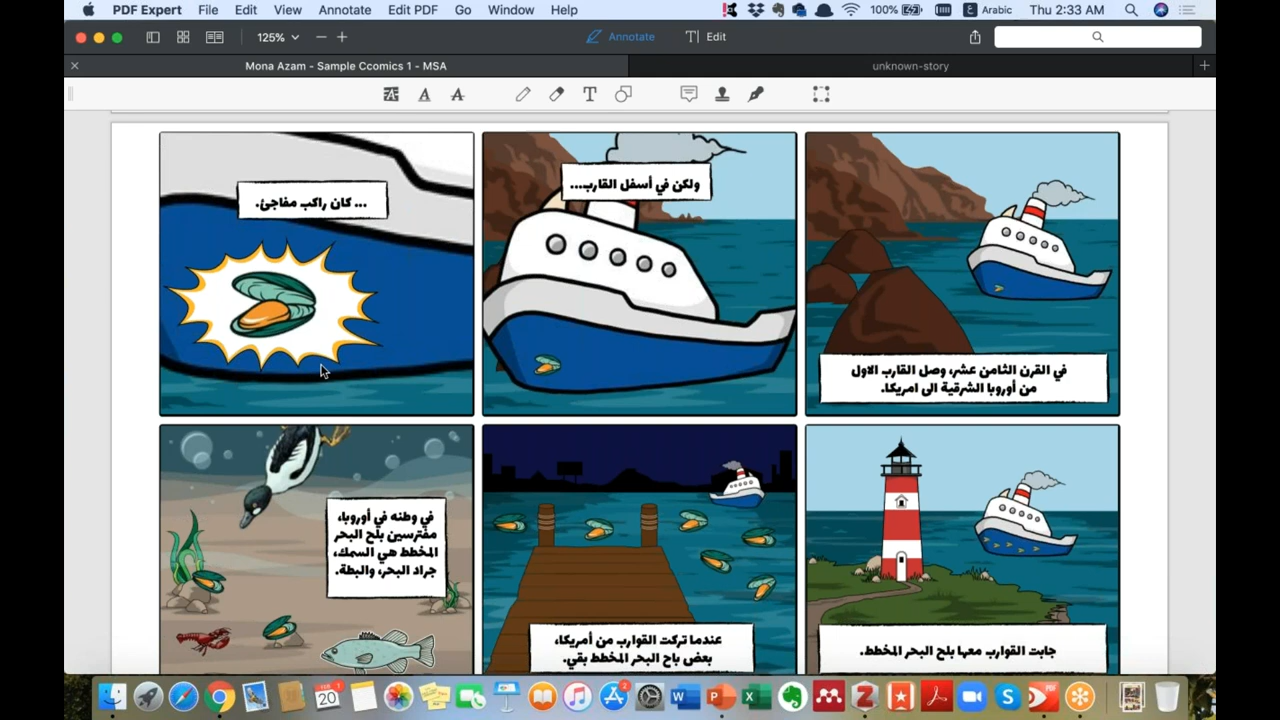 PDF Expert File Edit View Annotate Edit PDF Go Window Help 100% Arabic Thu 2:33 AM
125% Annotate Edit
Mona Azam - Sample Ccomics 1 - MSA
unknown-story
في القرن الثامن عشر، وصل القارب الاول
من أوروبا الشرقية الى امريكا.
ولكن في أسفل القارب...
... كان راكب مفاجئ.
جابت القوارب معها بلح البحر المخطط.
عندما تركت القوارب من أمريكا،
بعض باح البحر المخطط بقي.
في وطنه في أوروبا،
مفترسين بلح البحر
المخطط هي السمك،
جراد البحر، والبطة.
20